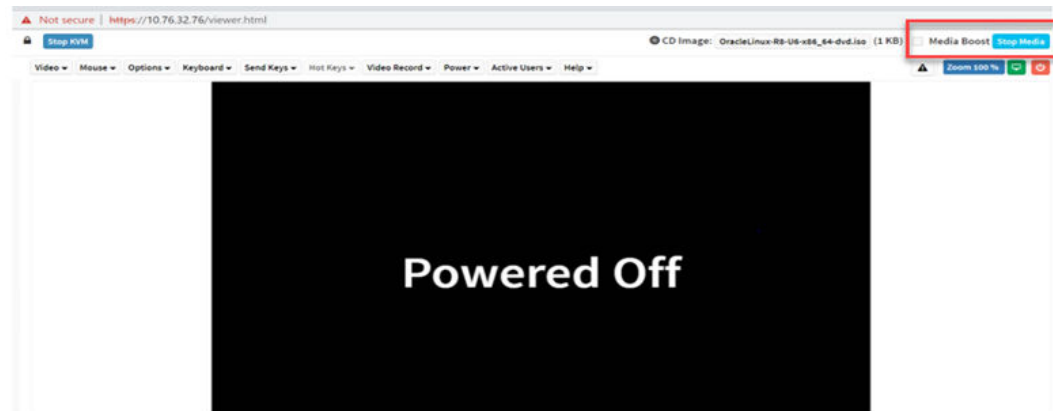 Not secure | https://10.76.32.76/viewer.html
Stop KVM CD Image: OracleLinux-R8-U6-x86_64-dvd.iso (1 KB) Media Boost Stop Media
Video Mouse Options Keyboard Send Keys Hot Keys Video Record Power Active Users Help Zoom 100 %
Powered Off